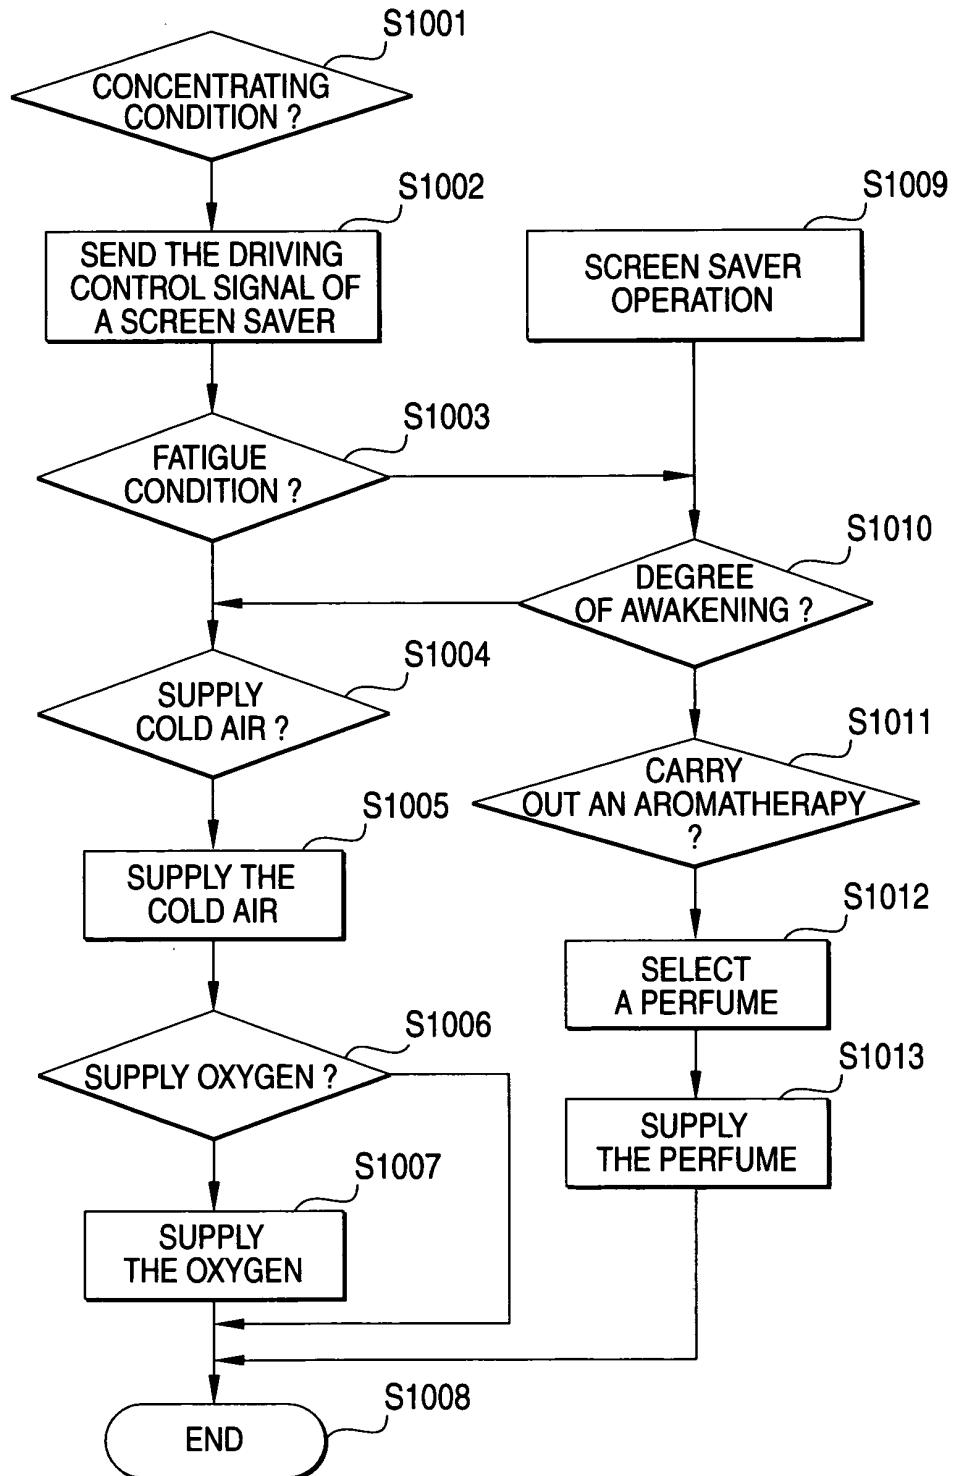 S1001
CONCENTRATING
CONDITION ?
S1002
SEND THE DRIVING
CONTROL SIGNAL OF
A SCREEN SAVER
S1009
SCREEN SAVER
OPERATION
S1003
FATIGUE
CONDITION ?
S1010
DEGREE
OF AWAKENING ?
S1004
SUPPLY
COLD AIR ?
S1011
CARRY
OUT AN AROMATHERAPY
?
S1005
SUPPLY THE
COLD AIR
S1012
SELECT
A PERFUME
S1006
SUPPLY OXYGEN ?
S1013
SUPPLY
THE PERFUME
S1007
SUPPLY
THE OXYGEN
S1008
END